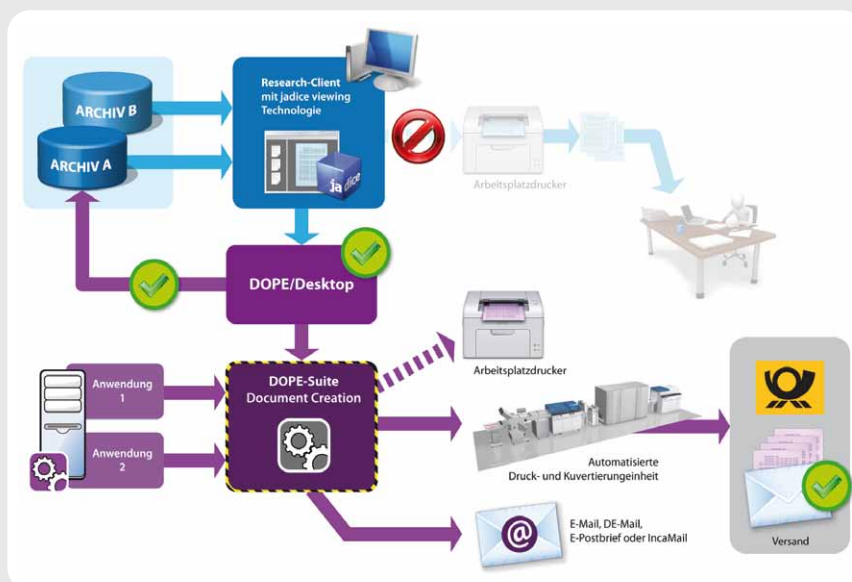 ARCHIV B
ARCHIV A
Research-Client
mit jadice viewing
Technologie
jadice
Arbeitsplatzdrucker
DOPE/Desktop
Arbeitsplatzdrucker
Anwendung
1
Anwendung
2
DOPE-Suite
Document Creation
Automatisierte
Druck- und Kuvertierungeinheit
@
E-Mail, DE-Mail,
E-Postbrief oder IncaMail
Versand